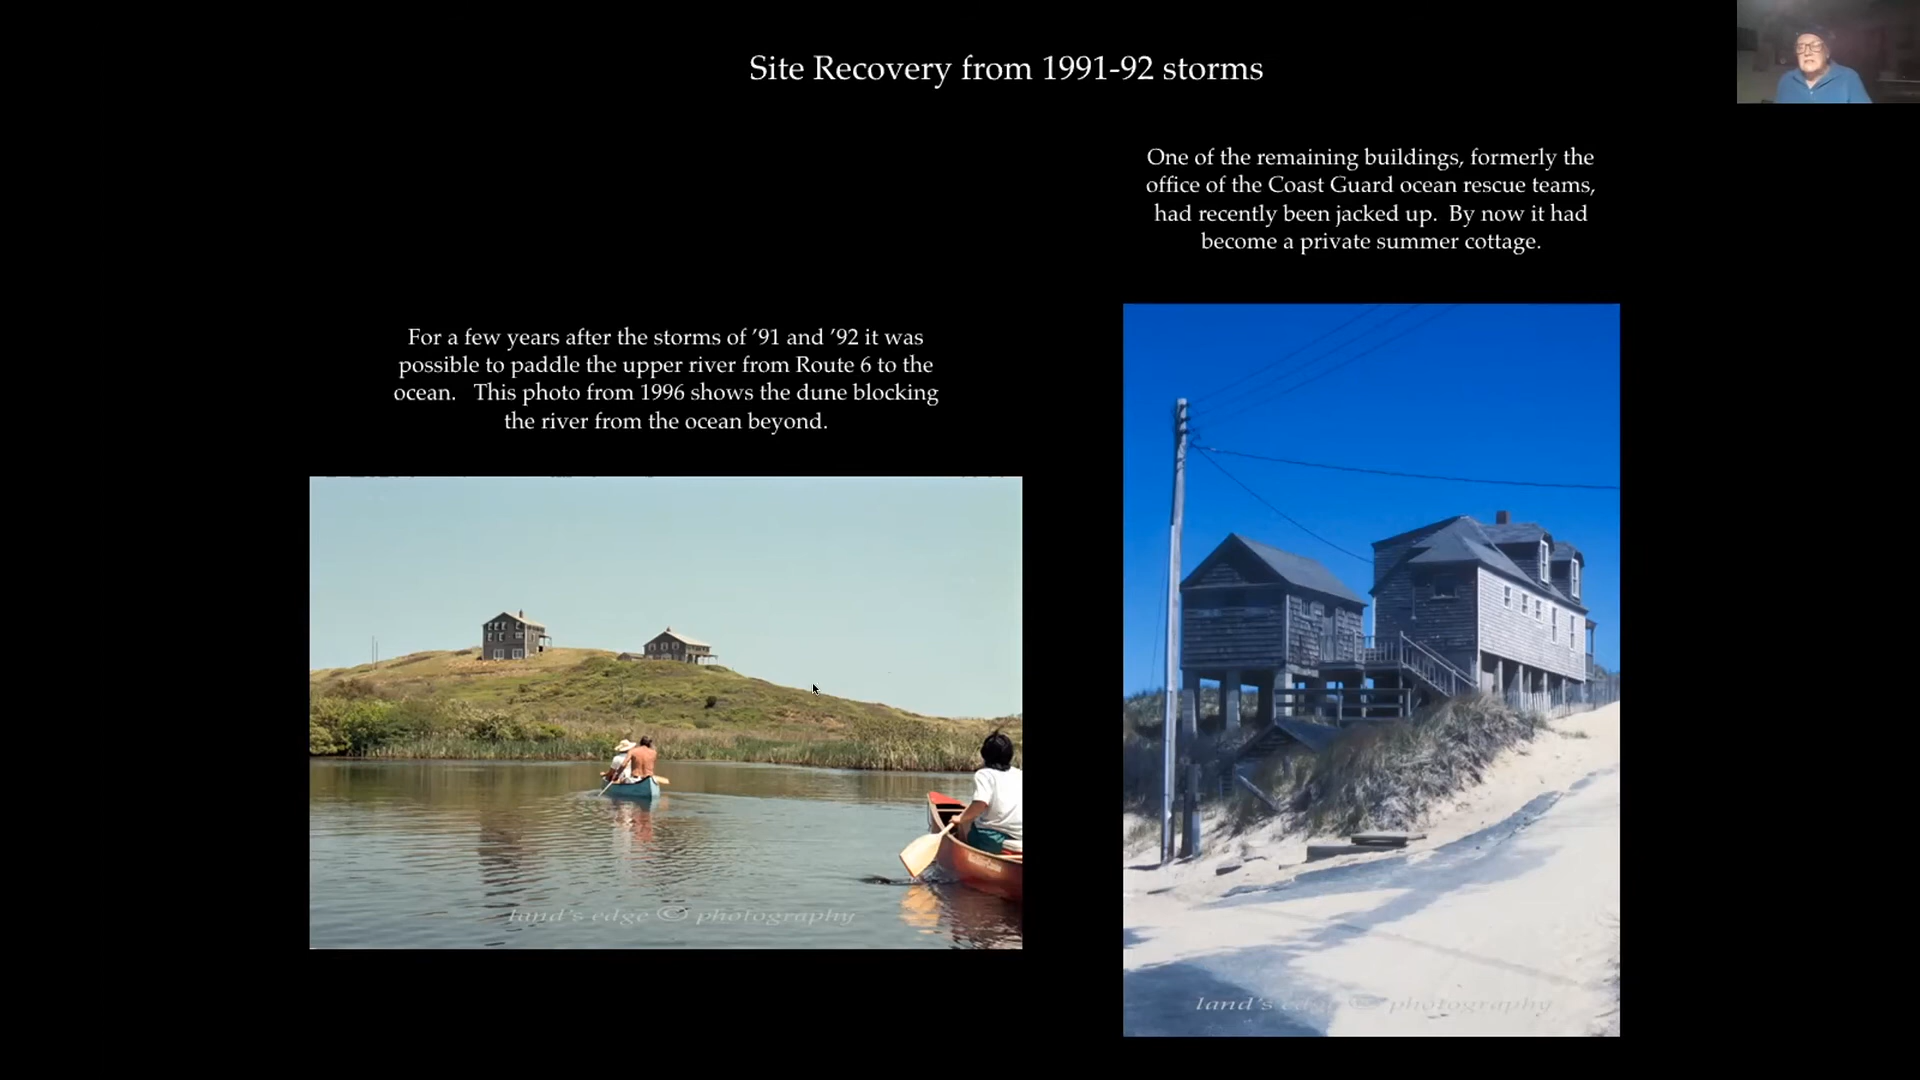 Site Recovery from 1991-92 storms
One of the remaining buildings, formerly the
office of the Coast Guard ocean rescue teams,
had recently been jacked up.  By now it had
become a private summer cottage.
For a few years after the storms of ’91 and ’92 it was
possible to paddle the upper river from Route 6 to the
ocean.   This photo from 1996 shows the dune blocking
the river from the ocean beyond.
land's edge © photography
land's edge © photography